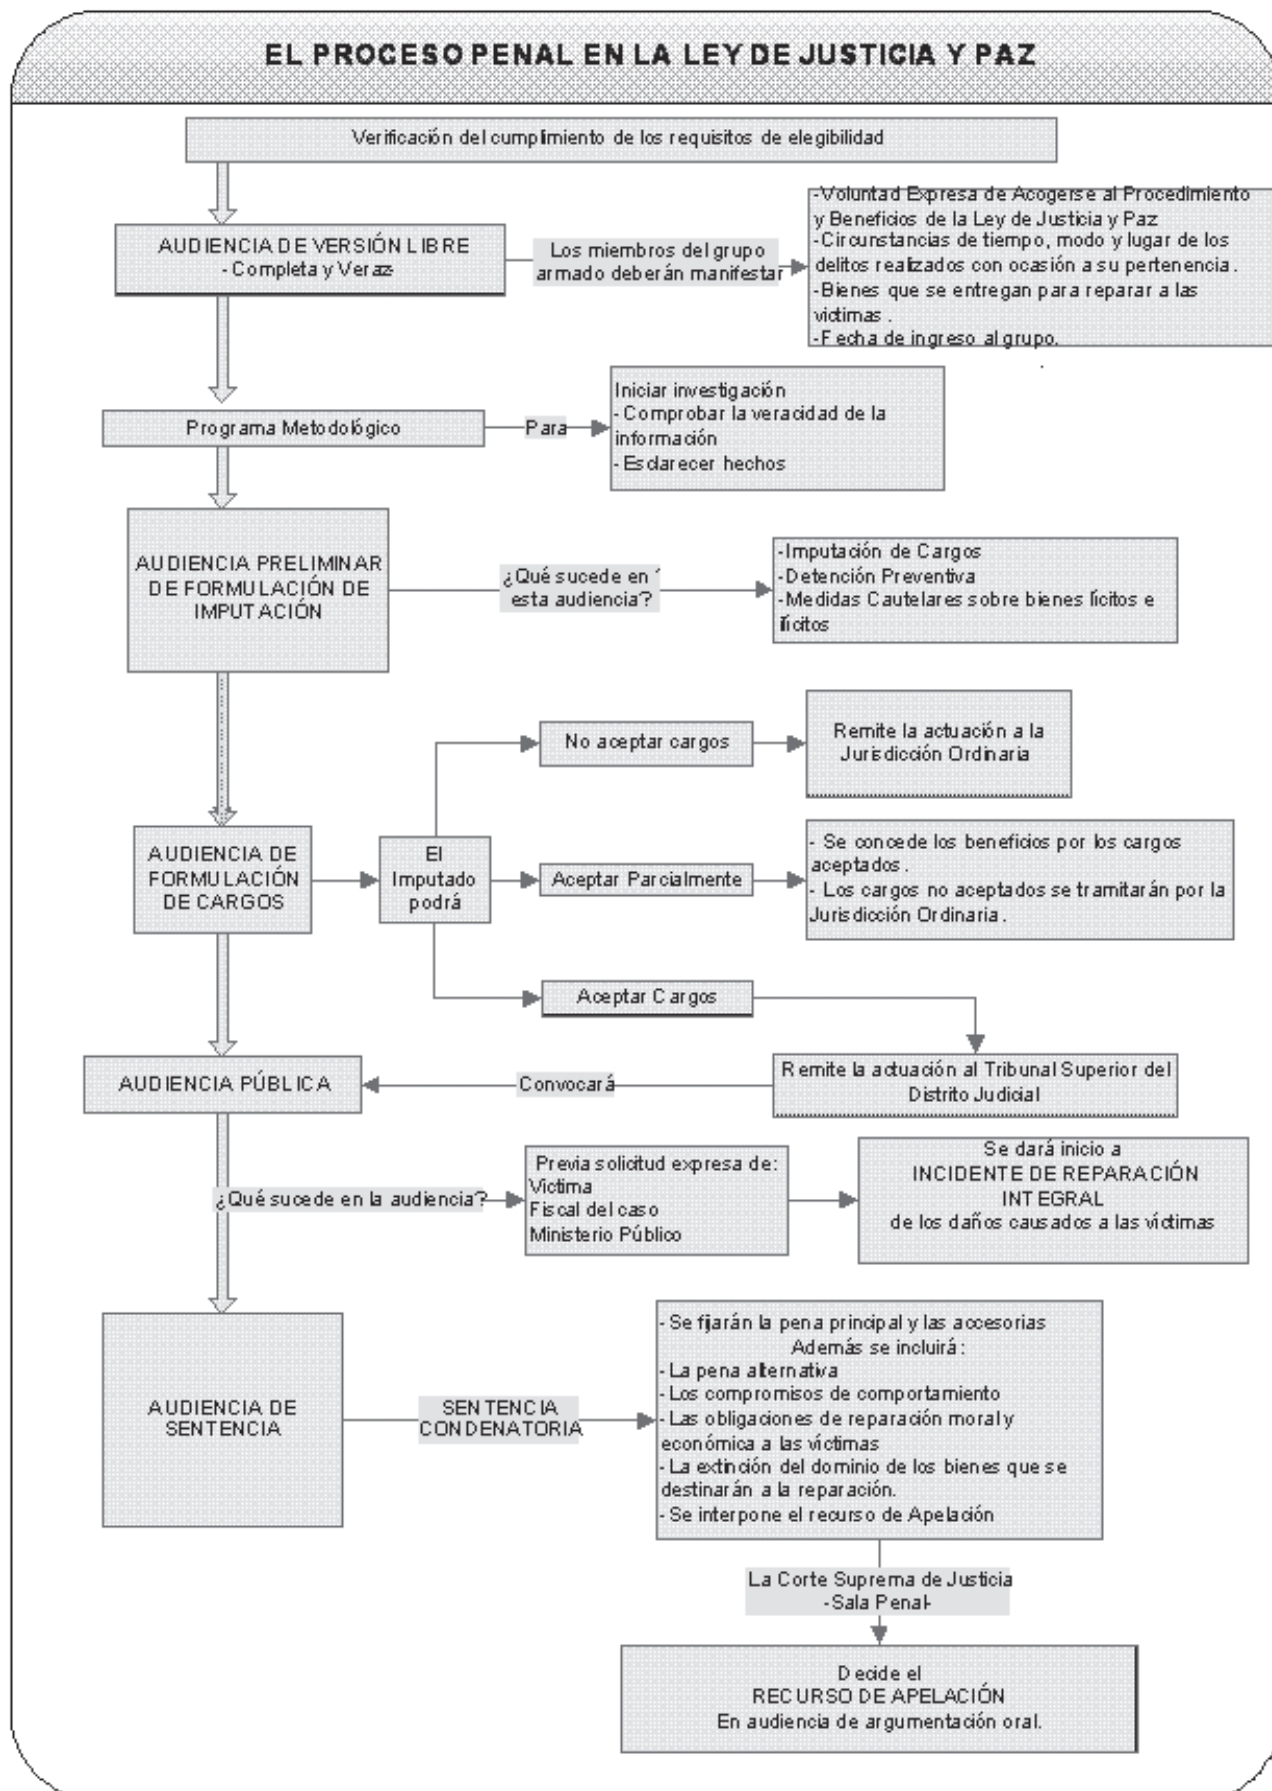 EL PROCESO PENAL EN LA LEY DE JUSTICIA Y PAZ
Verificación del cumplimiento de los requisitos de elegibilidad
AUDIENCIA DE VERSIÓN LIBRE
- Completa y Veraz-
Los miembros del grupo
armado deberán manifestar
-Voluntad Expresa de Acogerse al Procedimiento
y Beneficios de la Ley de Justicia y Paz
-Circunstancias de tiempo, modo y lugar de los
delitos realizados con ocasión a su pertenencia.
-Bienes que se entregan para reparar a las
víctimas.
-Fecha de ingreso al grupo.
Programa Metodológico
Para
Iniciar investigación
- Comprobar la veracidad de la
información
- Esclarecer hechos
AUDIENCIA PRELIMINAR
DE FORMULACIÓN DE
IMPUTACIÓN
¿Qué sucede en
esta audiencia?
-Imputación de Cargos
-Detención Preventiva
-Medidas Cautelares sobre bienes lícitos e
ilícitos
No aceptar cargos
Remite la actuación a la
Jurisdicción Ordinaria
AUDIENCIA DE
FORMULACIÓN
DE CARGOS
El
Imputado
podrá
Aceptar Parcialmente
- Se concede los beneficios por los cargos
aceptados.
- Los cargos no aceptados se tramitarán por la
Jurisdicción Ordinaria.
Aceptar Cargos
AUDIENCIA PÚBLICA
Convocará
Remite la actuación al Tribunal Superior del
Distrito Judicial
¿Qué sucede en la audiencia?
Previa solicitud expresa de:
Victima
Fiscal del caso
Ministerio Público
Se dará inicio a
INCIDENTE DE REPARACIÓN
INTEGRAL
de los daños causados a las víctimas
AUDIENCIA DE
SENTENCIA
SENTENCIA
CONDENATORIA
- Se fijarán la pena principal y las accesorias
Además se incluirá:
- La pena alternativa
- Los compromisos de comportamiento
- Las obligaciones de reparación moral y
económica a las víctimas
- La extinción del dominio de los bienes que se
destinarán a la reparación.
- Se interpone el recurso de Apelación
La Corte Suprema de Justicia
-Sala Penal-
Decide el
RECURSO DE APELACIÓN
En audiencia de argumentación oral.